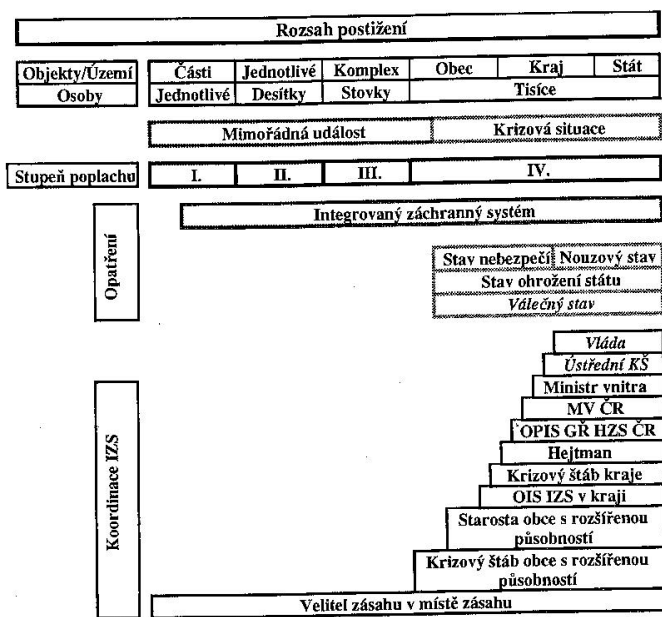 Rozsah postižení
Objekty/Území Části Jednotlivé Komplex Obec Kraj Stát
Osoby Jednotlivé Desítky Stovky Tisíce
Mimořádná událost Krizová situace
Stupeň poplachu I. II. III. IV.
Integrovaný záchranný systém
Opatření
Stav nebezpečí Nouzový stav
Stav ohrožení státu
Válečný stav
Koordinace IZS
Vláda
Ústřední KŠ
Ministr vnitra
MV ČR
OPIS GŘ HZS ČR
Hejtman
Krizový štáb kraje
OIS IZS v kraji
Starosta obce s rozšířenou
působností
Krizový štáb obce s rozšířenou
působností
Velitel zásahu v místě zásahu